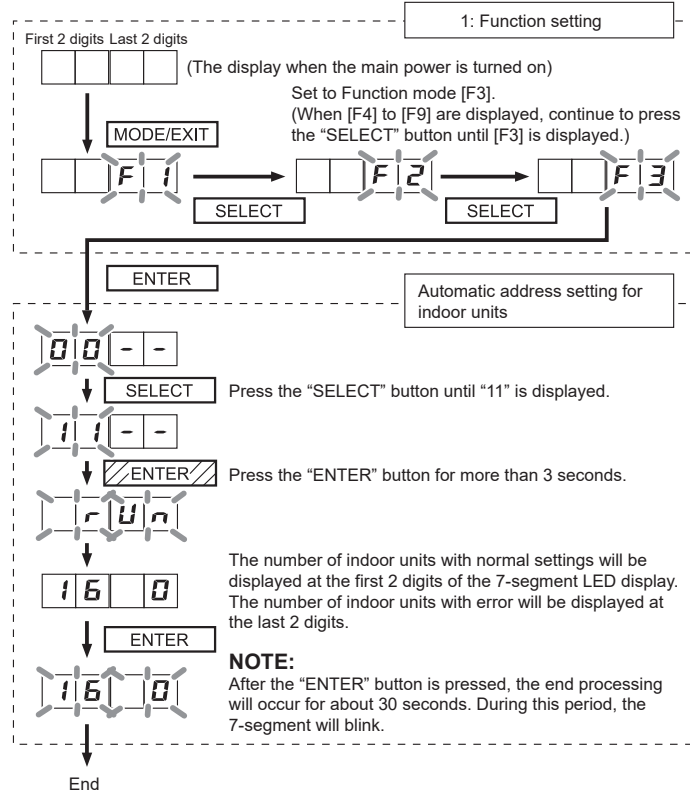 1: Function setting
First 2 digits Last 2 digits
(The display when the main power is turned on)
Set to Function mode [F3].
(When [F4] to [F9] are displayed, continue to press
the “SELECT” button until [F3] is displayed.)
MODE/EXIT
F 1
F 2
F 3
SELECT
SELECT
ENTER
Automatic address setting for
indoor units
0 0 - -
SELECT
Press the “SELECT” button until “11” is displayed.
1 1 - -
ENTER
Press the “ENTER” button for more than 3 seconds.
r U n
The number of indoor units with normal settings will be
displayed at the first 2 digits of the 7-segment LED display.
The number of indoor units with error will be displayed at
the last 2 digits.
1 6 0
ENTER
NOTE:
After the “ENTER” button is pressed, the end processing
will occur for about 30 seconds. During this period, the
7-segment will blink.
1 6 0
End